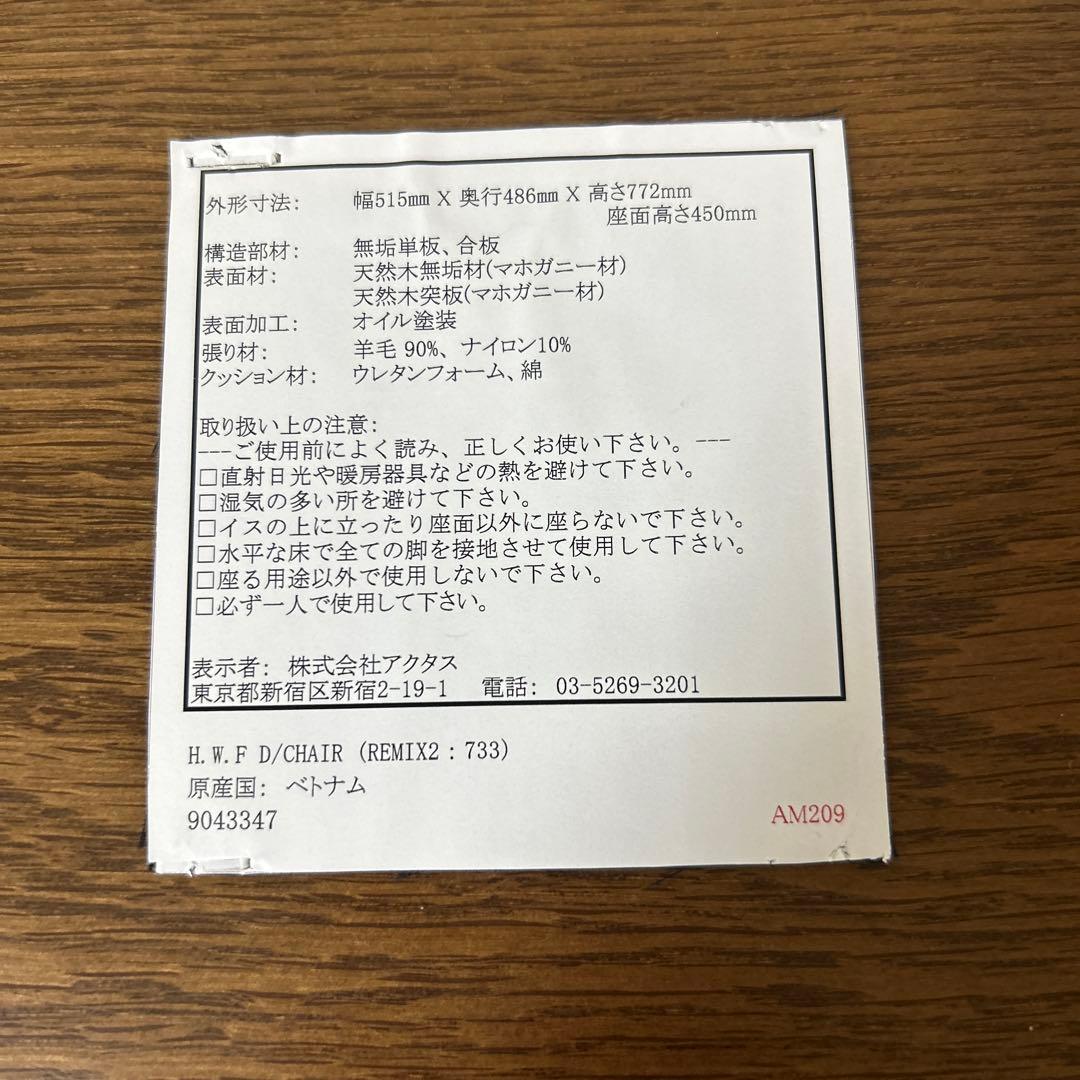 外形寸法: 幅515mm X 奥行486mm X 高さ772mm
座面高さ450mm
構造部材: 無垢単板、合板
表面材: 天然木無垢材(マホガニー材)
天然木突板(マホガニー材)
表面加工: オイル塗装
張り材: 羊毛 90%、ナイロン10%
クッション材: ウレタンフォーム、綿
取り扱い上の注意:
---ご使用前によく読み、正しくお使い下さい。---
□直射日光や暖房器具などの熱を避けて下さい。
□湿気の多い所を避けて下さい。
□イスの上に立ったり座面以外に座らないで下さい。
□水平な床で全ての脚を接地させて使用して下さい。
□座る用途以外で使用しないで下さい。
□必ず一人で使用して下さい。
表示者: 株式会社アクタス
東京都新宿区新宿2-19-1 電話: 03-5269-3201
H.W.F D/CHAIR (REMIX2：733)
原産国: ベトナム
9043347 AM209